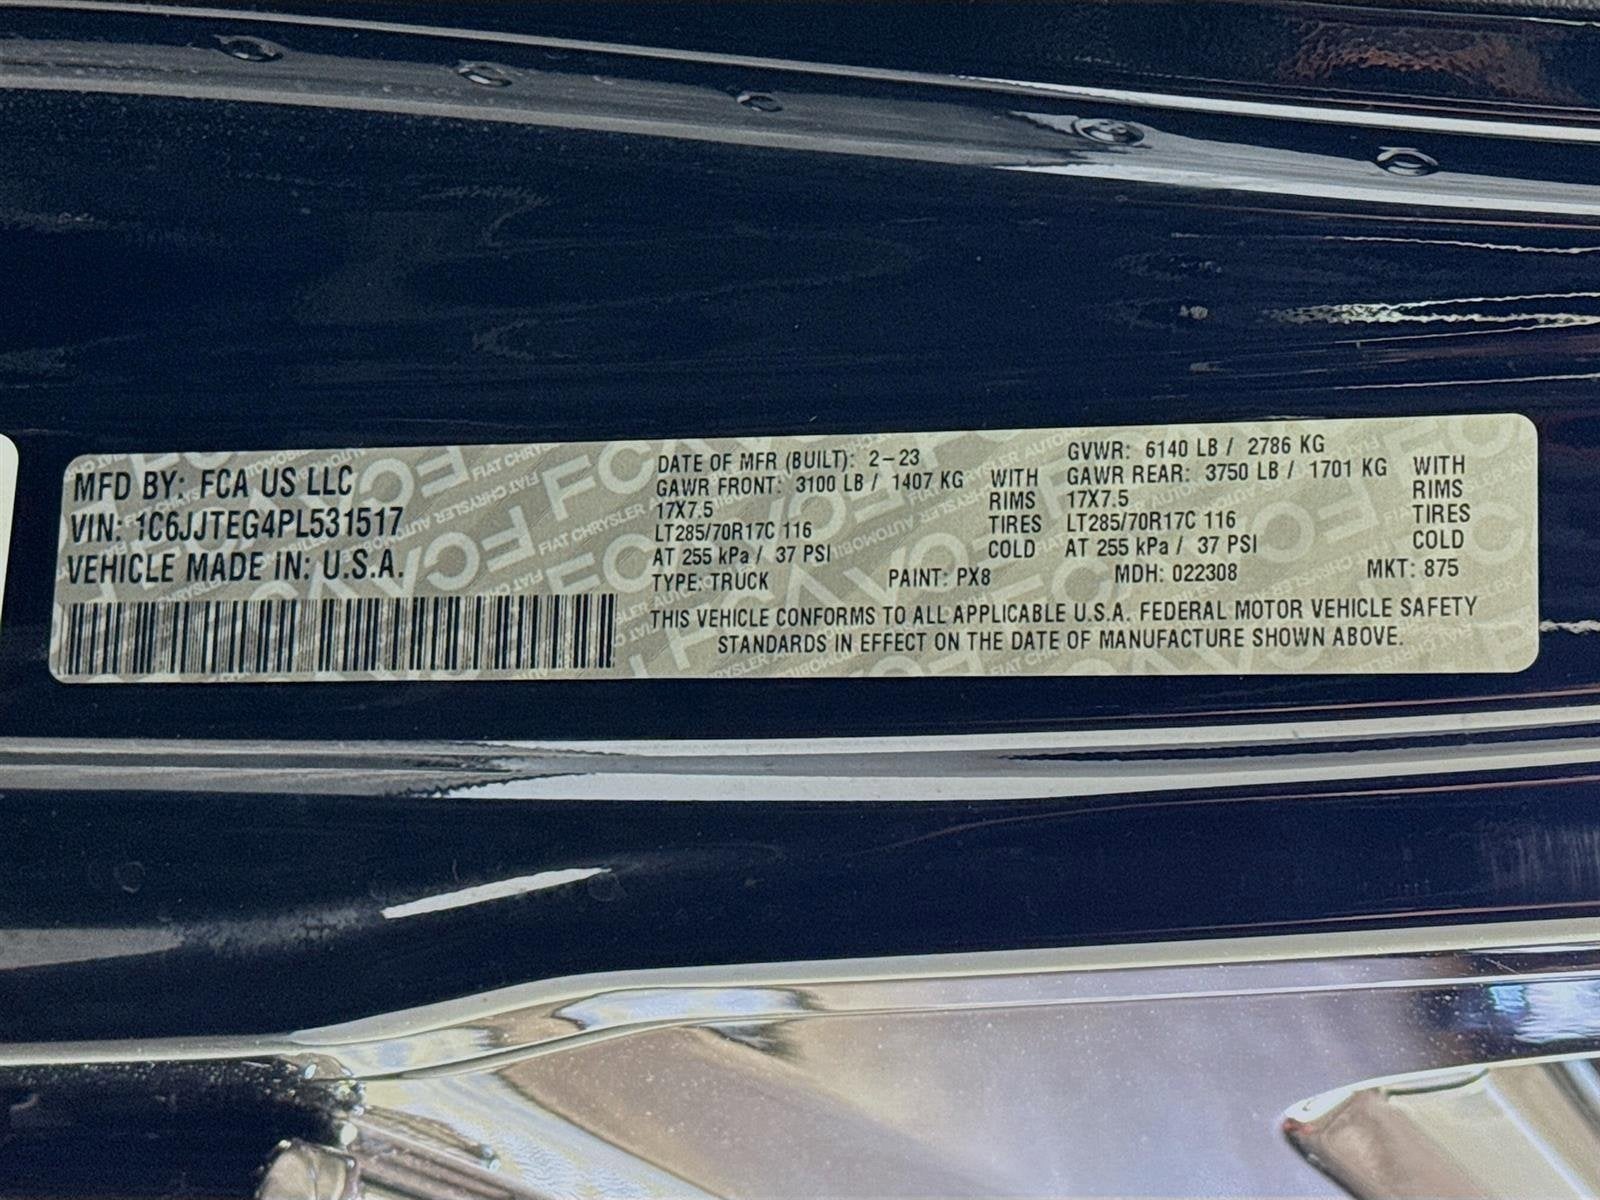 MFD BY: FCA US LLC
VIN: 1C6JJTEG4PL531517
VEHICLE MADE IN: U.S.A.
DATE OF MFR (BUILT): 2-23
GAWR FRONT: 3100 LB / 1407 KG WITH
17X7.5 RIMS
LT285/70R17C 116 TIRES
AT 255 kPa / 37 PSI COLD
GVWR: 6140 LB / 2786 KG
GAWR REAR: 3750 LB / 1701 KG WITH
17X7.5 RIMS
LT285/70R17C 116 TIRES
AT 255 kPa / 37 PSI COLD
TYPE: TRUCK PAINT: PX8 MDH: 022308 MKT: 875
THIS VEHICLE CONFORMS TO ALL APPLICABLE U.S.A. FEDERAL MOTOR VEHICLE SAFETY
STANDARDS IN EFFECT ON THE DATE OF MANUFACTURE SHOWN ABOVE.